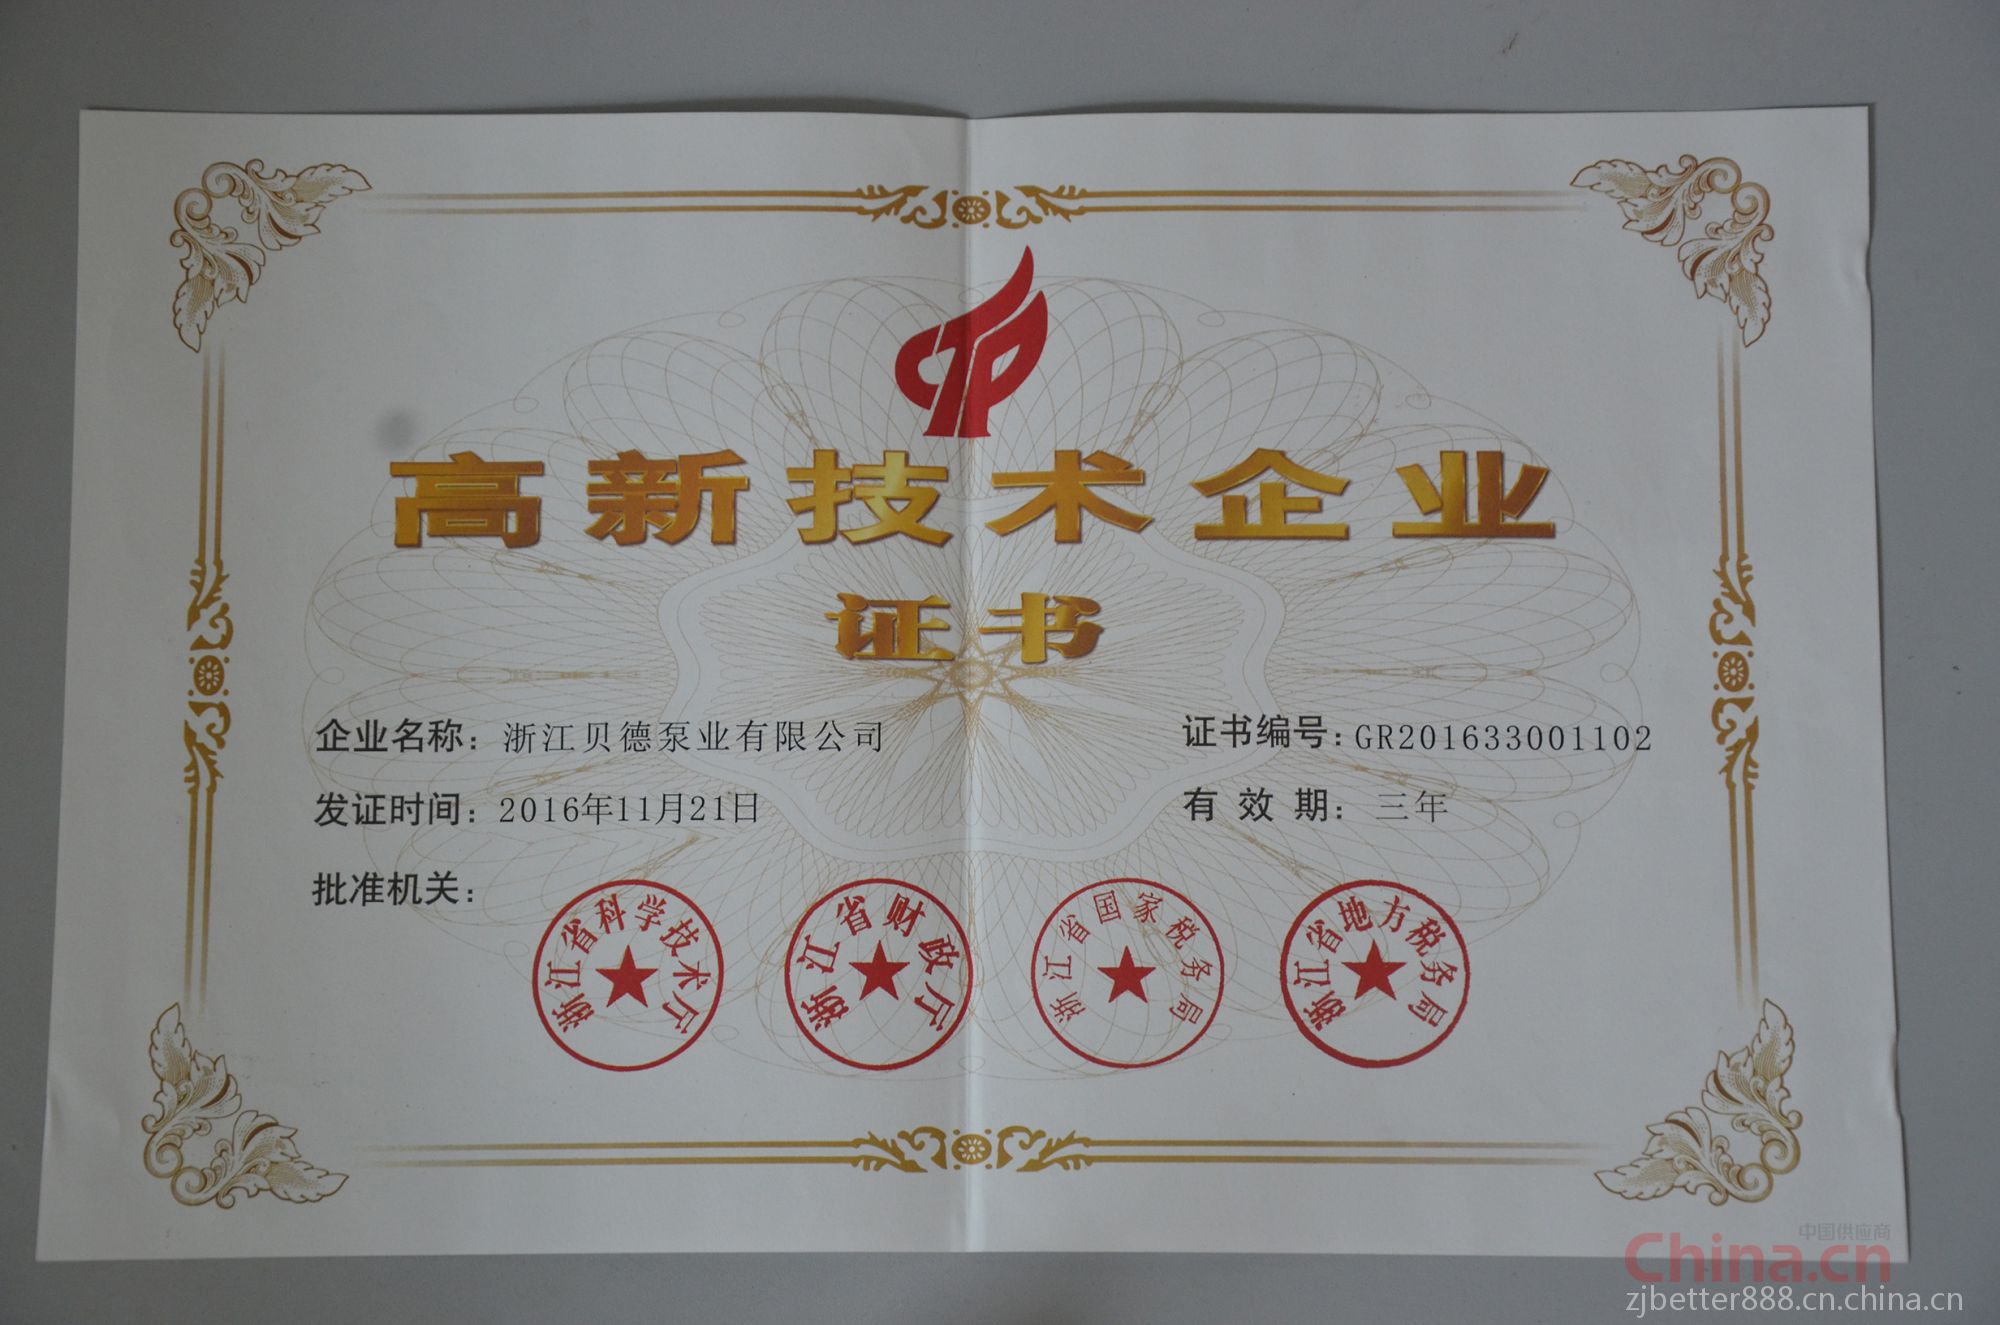 高新技术企业
证书
企业名称：浙江贝德泵业有限公司
证书编号：GR201633001102
发证时间：2016年11月21日
有效期：三年
批准机关：
浙江省科学技术厅
浙江省财政厅
浙江省国家税务局
浙江省地方税务局
中国供应商
China.cn
zjbetter888.cn.china.cn